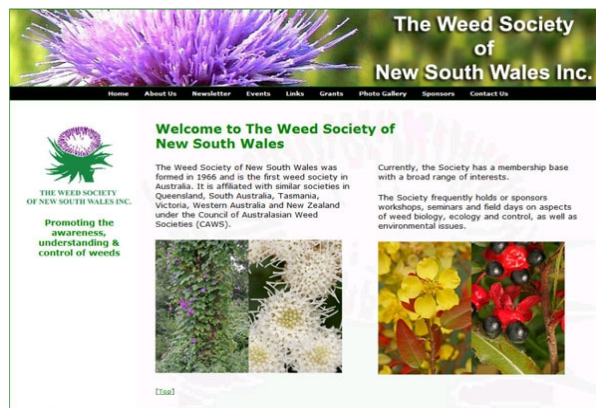 The Weed Society
of
New South Wales Inc.
Home About Us Newsletter Events Links Grants Photo Gallery Sponsors Contact Us
THE WEED SOCIETY
OF NEW SOUTH WALES INC.
Promoting the
awareness,
understanding &
control of weeds
Welcome to The Weed Society of
New South Wales
The Weed Society of New South Wales was
formed in 1966 and is the first weed society in
Australia. It is affiliated with similar societies in
Queensland, South Australia, Tasmania,
Victoria, Western Australia and New Zealand
under the Council of Australasian Weed
Societies (CAWS).
Currently, the Society has a membership base
with a broad range of interests.
The Society frequently holds or sponsors
workshops, seminars and field days on aspects
of weed biology, ecology and control, as well as
environmental issues.
[Top]